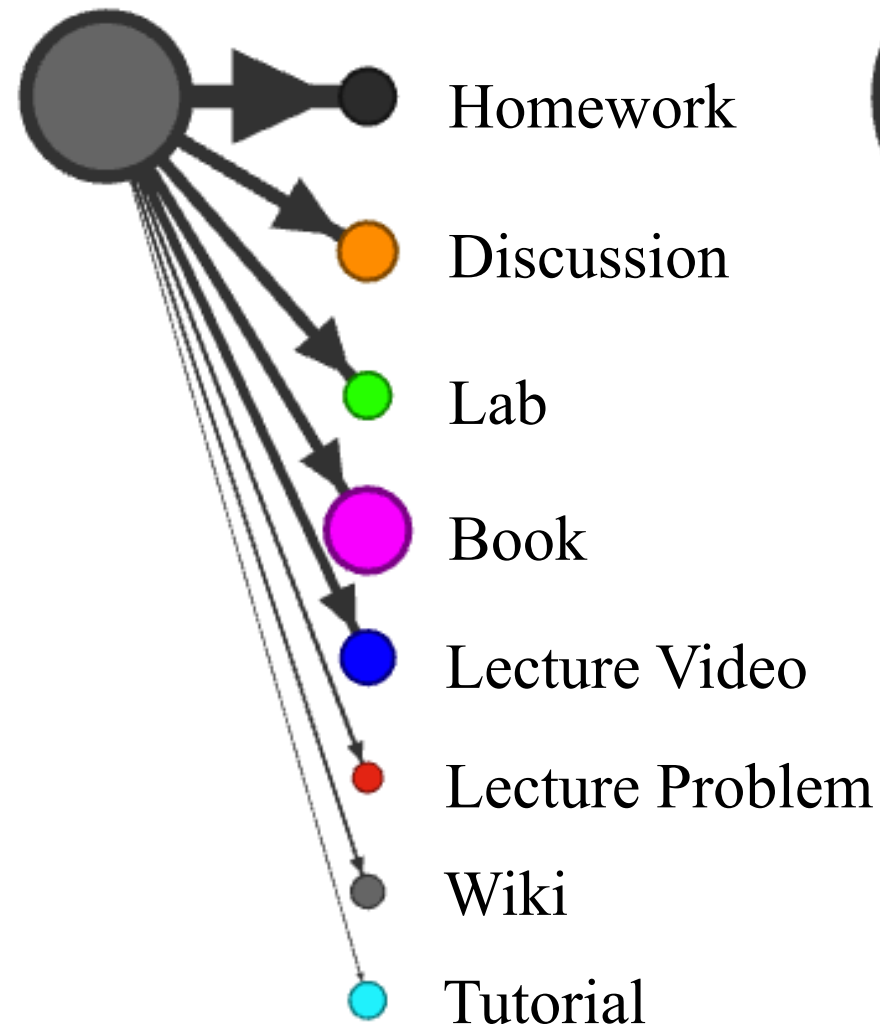 Homework
Discussion
Lab
Book
Lecture Video
Lecture Problem
Wiki
Tutorial